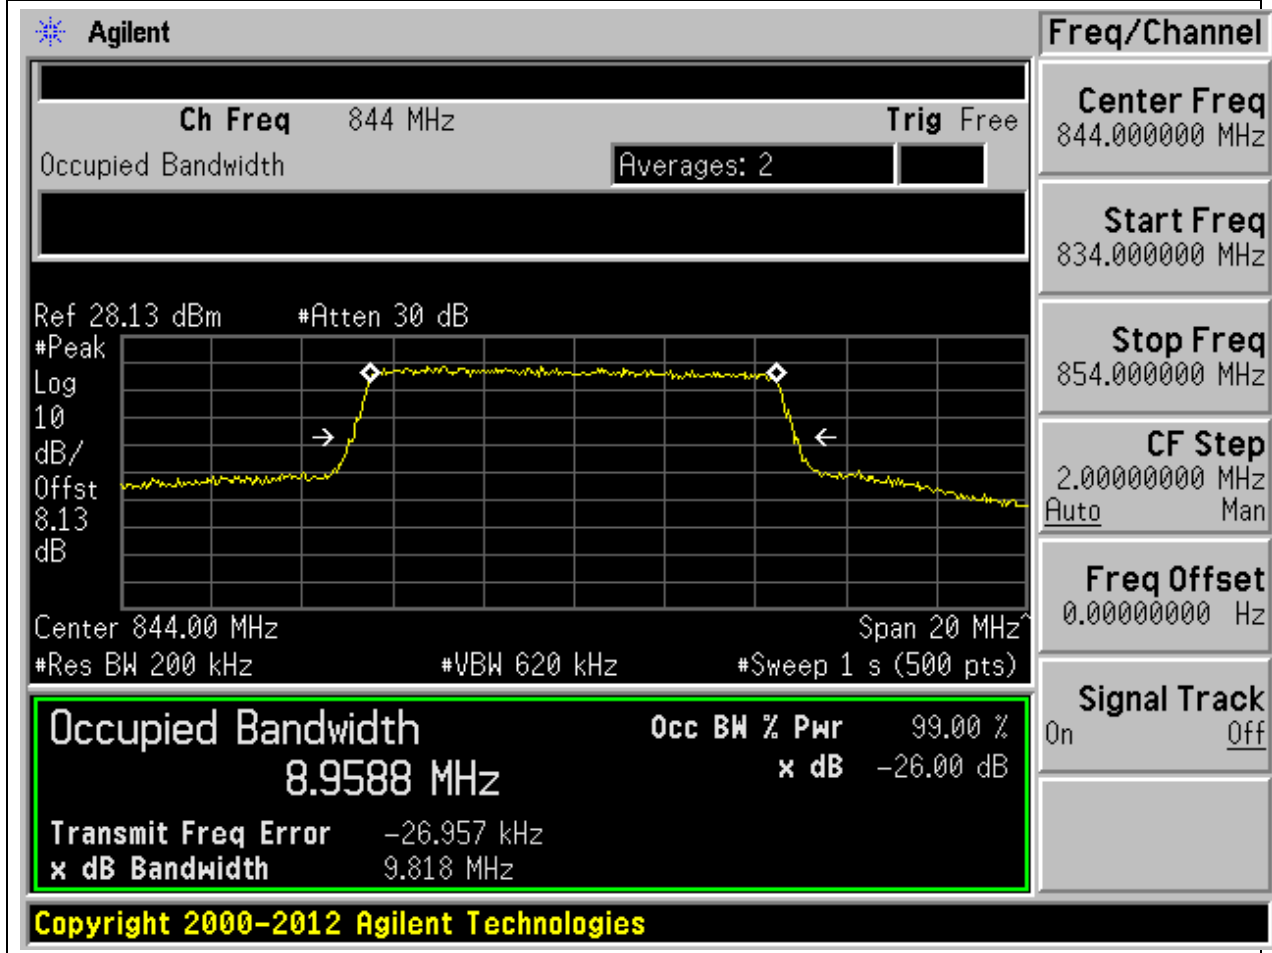 Agilent
Freq/Channel
Ch Freq 844 MHz Trig Free
Occupied Bandwidth Averages: 2
Ref 28.13 dBm #Atten 30 dB
#Peak
Log
10
dB/
Offst
8.13
dB
Center 844.00 MHz Span 20 MHz^
#Res BW 200 kHz #VBW 620 kHz #Sweep 1 s (500 pts)
Occupied Bandwidth
8.9588 MHz
Occ BW % Pwr 99.00 %
x dB -26.00 dB
Transmit Freq Error -26.957 kHz
x dB Bandwidth 9.818 MHz
Copyright 2000-2012 Agilent Technologies
Center Freq
844.000000 MHz
Start Freq
834.000000 MHz
Stop Freq
854.000000 MHz
CF Step
2.00000000 MHz
Auto Man
Freq Offset
0.00000000 Hz
Signal Track
On Off